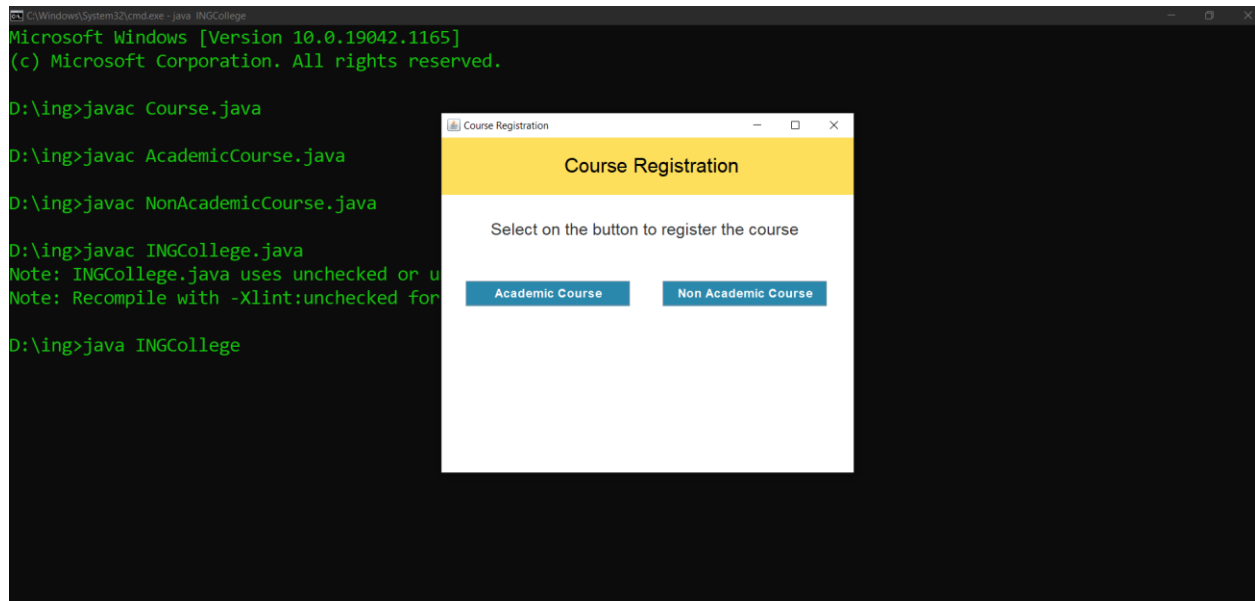 C:\Windows\System32\cmd.exe - java INGCollege
Microsoft Windows [Version 10.0.19042.1165]
(c) Microsoft Corporation. All rights reserved.
D:\ing>javac Course.java
D:\ing>javac AcademicCourse.java
D:\ing>javac NonAcademicCourse.java
D:\ing>javac INGCollege.java
Note: INGCollege.java uses unchecked or u
Note: Recompile with -Xlint:unchecked for
D:\ing>java INGCollege
Course Registration
Course Registration
Select on the button to register the course
Academic Course
Non Academic Course